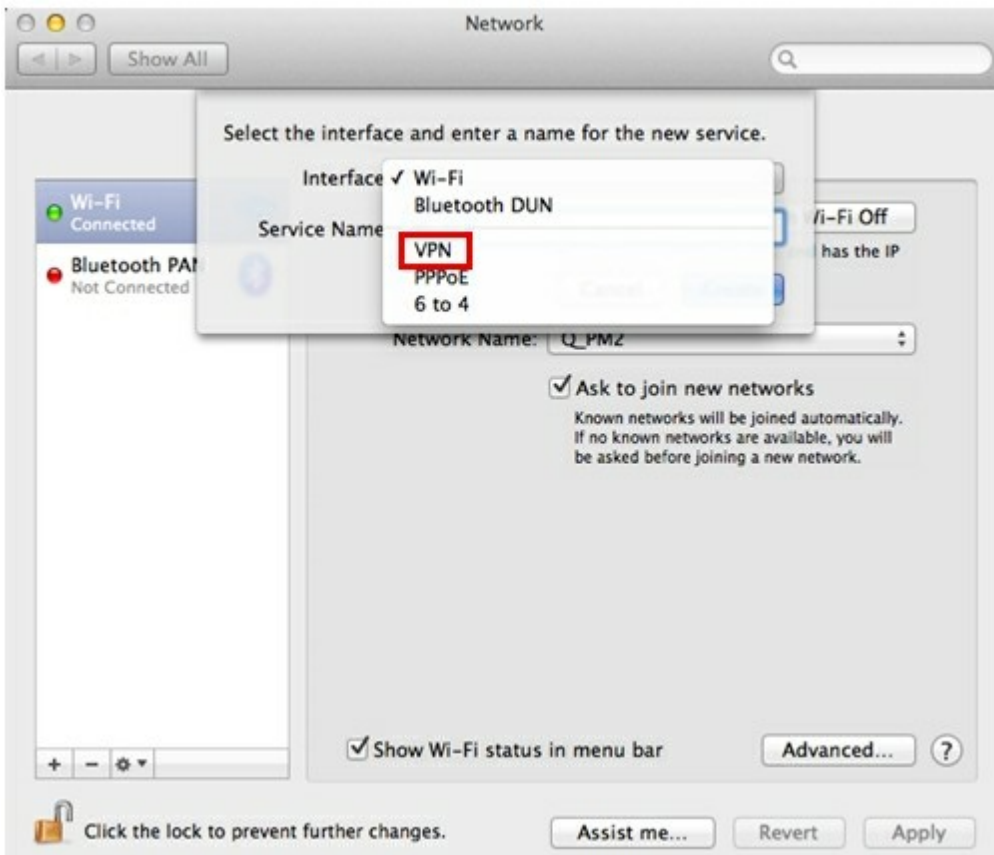 Network
Show All
Select the interface and enter a name for the new service.
Interface ✓ Wi-Fi
Bluetooth DUN
Service Name
VPN
PPPoE
6 to 4
Wi-Fi
Connected
Bluetooth PAN
Not Connected
Wi-Fi Off
has the IP
Cancel
Network Name: Q_PM2
Ask to join new networks
Known networks will be joined automatically.
If no known networks are available, you will
be asked before joining a new network.
Show Wi-Fi status in menu bar
Advanced... ?
+ −
Click the lock to prevent further changes.
Assist me... Revert Apply